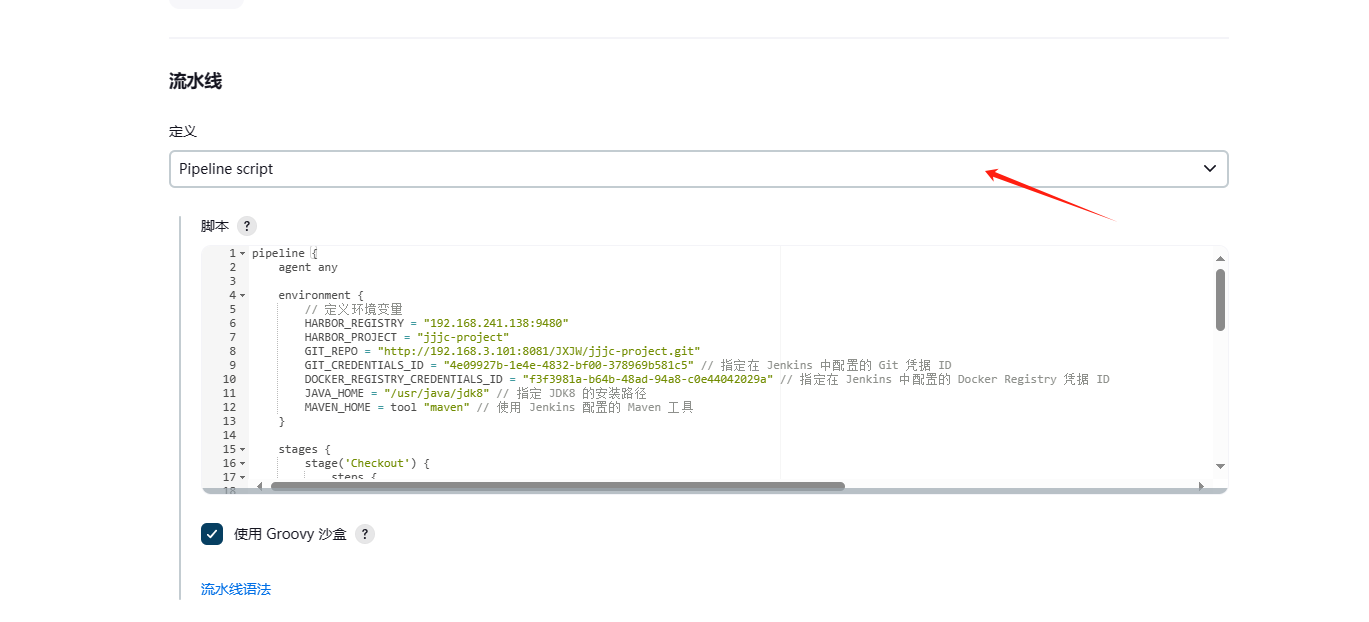 流水线
定义
Pipeline script
脚本 ?
1 pipeline {
2 agent any
3
4 environment {
5 // 定义环境变量
6 HARBOR_REGISTRY = "192.168.241.138:9480"
7 HARBOR_PROJECT = "jjjc-project"
8 GIT_REPO = "http://192.168.3.101:8081/JXJW/jjjc-project.git"
9 GIT_CREDENTIALS_ID = "4e09927b-1e4e-4832-bf00-378969b581c5" // 指定在 Jenkins 中配置的 Git 凭据 ID
10 DOCKER_REGISTRY_CREDENTIALS_ID = "f3f3981a-b64b-48ad-94a8-c0e44042029a" // 指定在 Jenkins 中配置的 Docker Registry 凭据 ID
11 JAVA_HOME = "/usr/java/jdk8" // 指定 JDK8 的安装路径
12 MAVEN_HOME = tool "maven" // 使用 Jenkins 配置的 Maven 工具
13 }
14
15 stages {
16 stage('Checkout') {
17 steps {
18
使用 Groovy 沙盒 ?
流水线语法